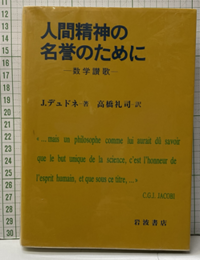 人間精神の
名誉のために
―数学讃歌―
J.デュドネ 著 高橋礼司・訳
« ... mais un philosophe comme lui aurait dû savoir
que le but unique de la science, c'est l'honneur de
l'esprit humain, et que sous ce titre, ...»
C.G.J. JACOBI
岩波書店